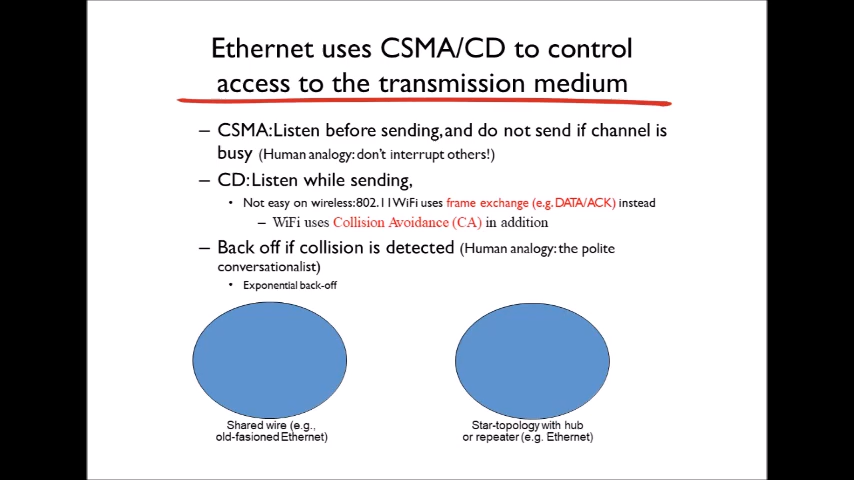 Ethernet uses CSMA/CD to control
access to the transmission medium
– CSMA: Listen before sending, and do not send if channel is
busy (Human analogy: don't interrupt others!)
– CD: Listen while sending,
• Not easy on wireless: 802.11 WiFi uses frame exchange (e.g. DATA/ACK) instead
– WiFi uses Collision Avoidance (CA) in addition
– Back off if collision is detected (Human analogy: the polite
conversationalist)
• Exponential back-off
Shared wire (e.g.,
old-fasioned Ethernet)
Star-topology with hub
or repeater (e.g. Ethernet)